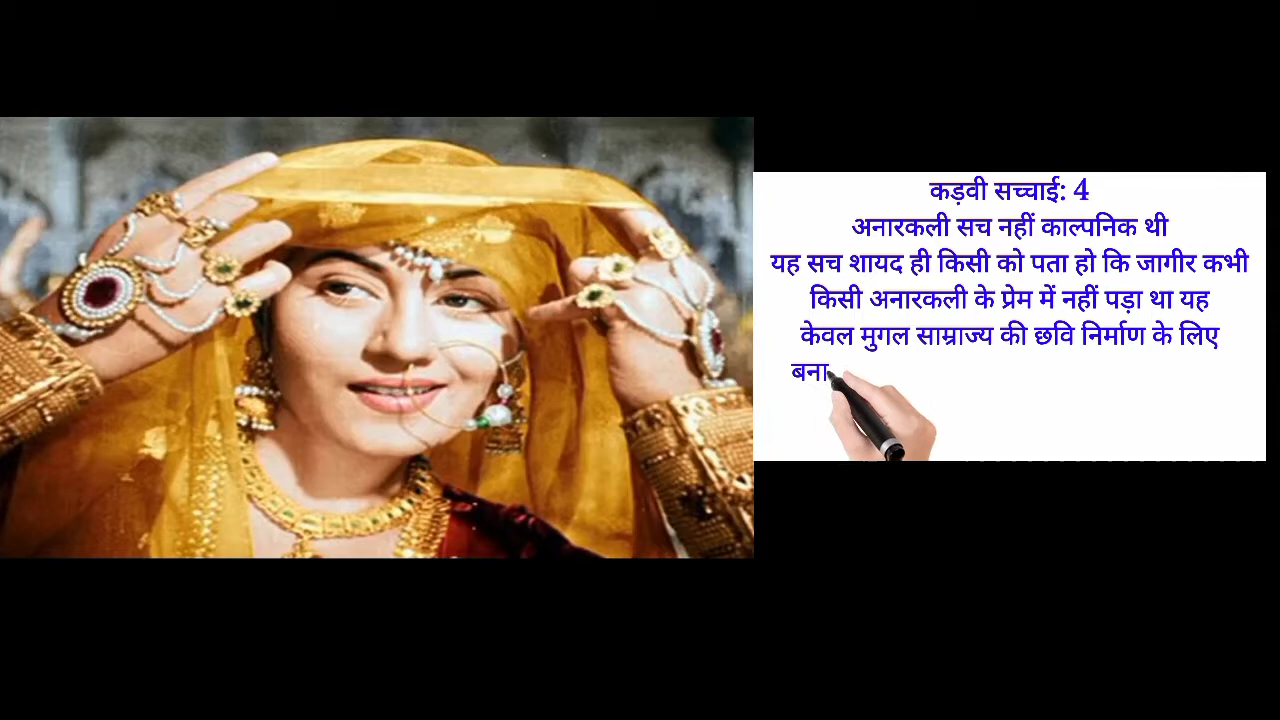 कड़वी सच्चाई: 4
अनारकली सच नहीं काल्पनिक थी
यह सच शायद ही किसी को पता हो कि जागीर कभी
किसी अनारकली के प्रेम में नहीं पड़ा था यह
केवल मुगल साम्राज्य की छवि निर्माण के लिए
बना